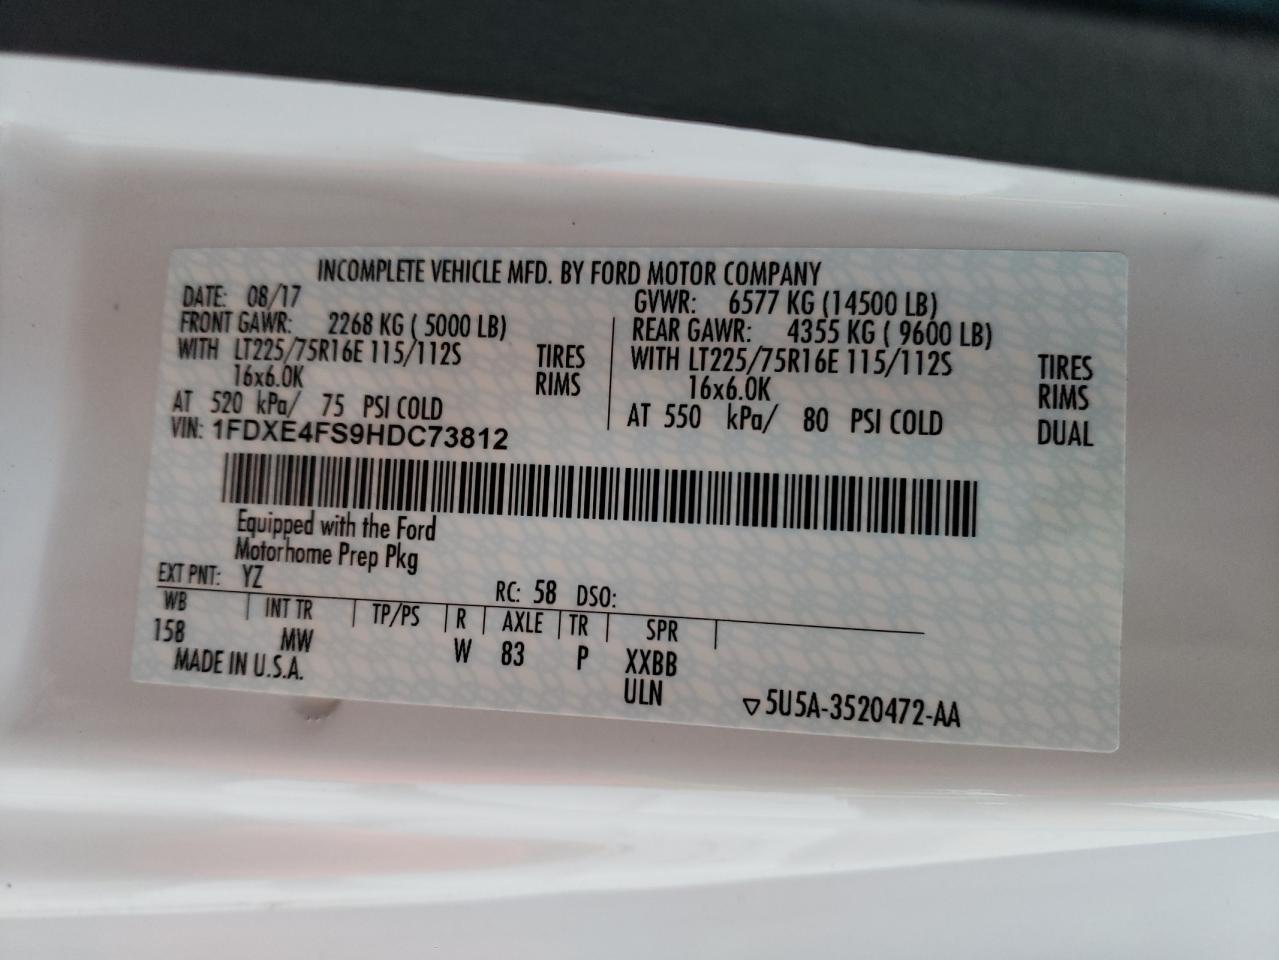 INCOMPLETE VEHICLE MFD. BY FORD MOTOR COMPANY
DATE: 08/17 GVWR: 6577 KG (14500 LB)
FRONT GAWR: 2268 KG ( 5000 LB) REAR GAWR: 4355 KG ( 9600 LB)
WITH LT225/75R16E 115/112S TIRES WITH LT225/75R16E 115/112S TIRES
16x6.0K RIMS 16x6.0K RIMS
AT 520 kPa/ 75 PSI COLD AT 550 kPa/ 80 PSI COLD DUAL
VIN: 1FDXE4FS9HDC73812
Equipped with the Ford
Motorhome Prep Pkg
EXT PNT: YZ RC: 58 DSO:
WB INT TR TP/PS R AXLE TR SPR
158 MW W 83 P XXBB
MADE IN U.S.A. ULN ▽5U5A-3520472-AA